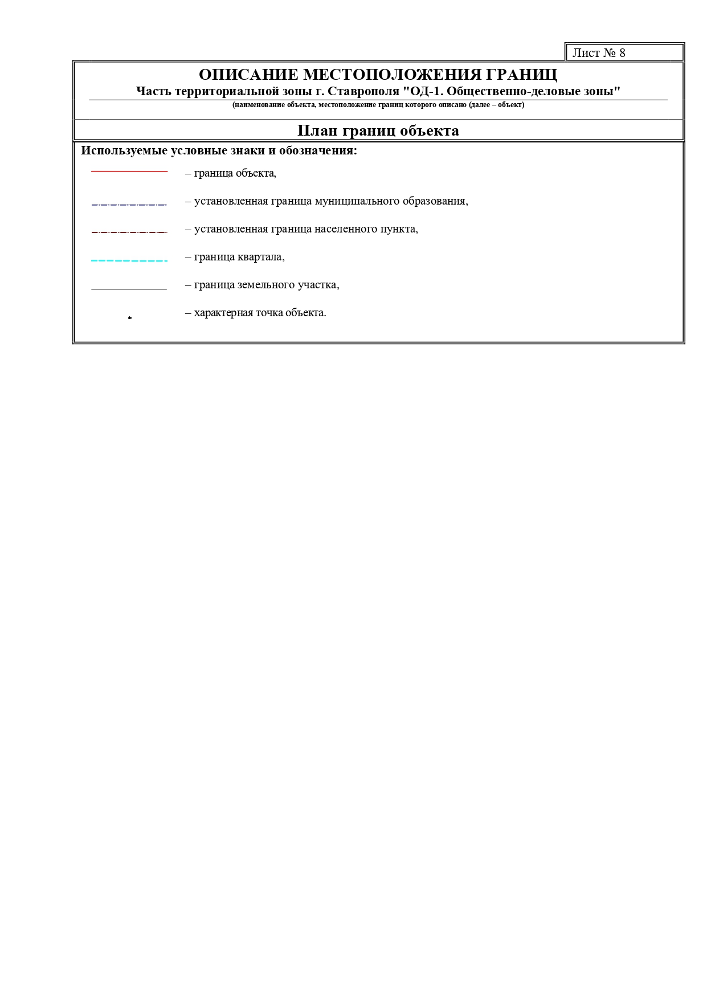 Лист № 8
ОПИСАНИЕ МЕСТОПОЛОЖЕНИЯ ГРАНИЦ
Часть территориальной зоны г. Ставрополя "ОД-1. Общественно-деловые зоны"
(наименование объекта, местоположение границ которого описано (далее – объект)
План границ объекта
Используемые условные знаки и обозначения:
– граница объекта,
– установленная граница муниципального образования,
– установленная граница населенного пункта,
– граница квартала,
– граница земельного участка,
– характерная точка объекта.